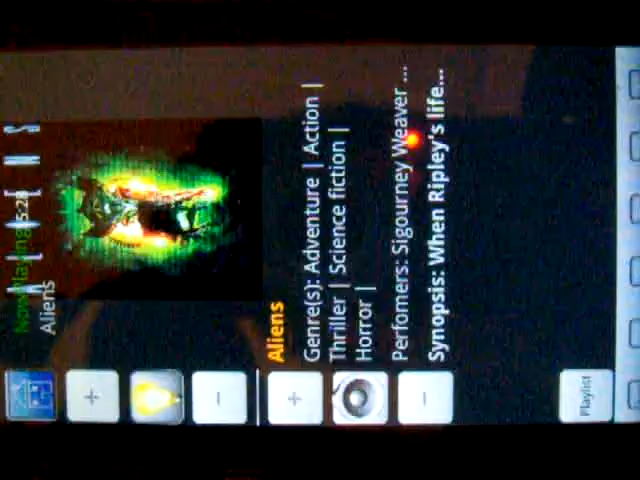 ALIENS
Now Playing 5:28
Aliens
Aliens
Genre(s): Adventure | Action |
Thriller | Science fiction |
Horror |
Perfomers: Sigourney Weaver ...
Synopsis: When Ripley's life...
+
−
+
−
Playlist